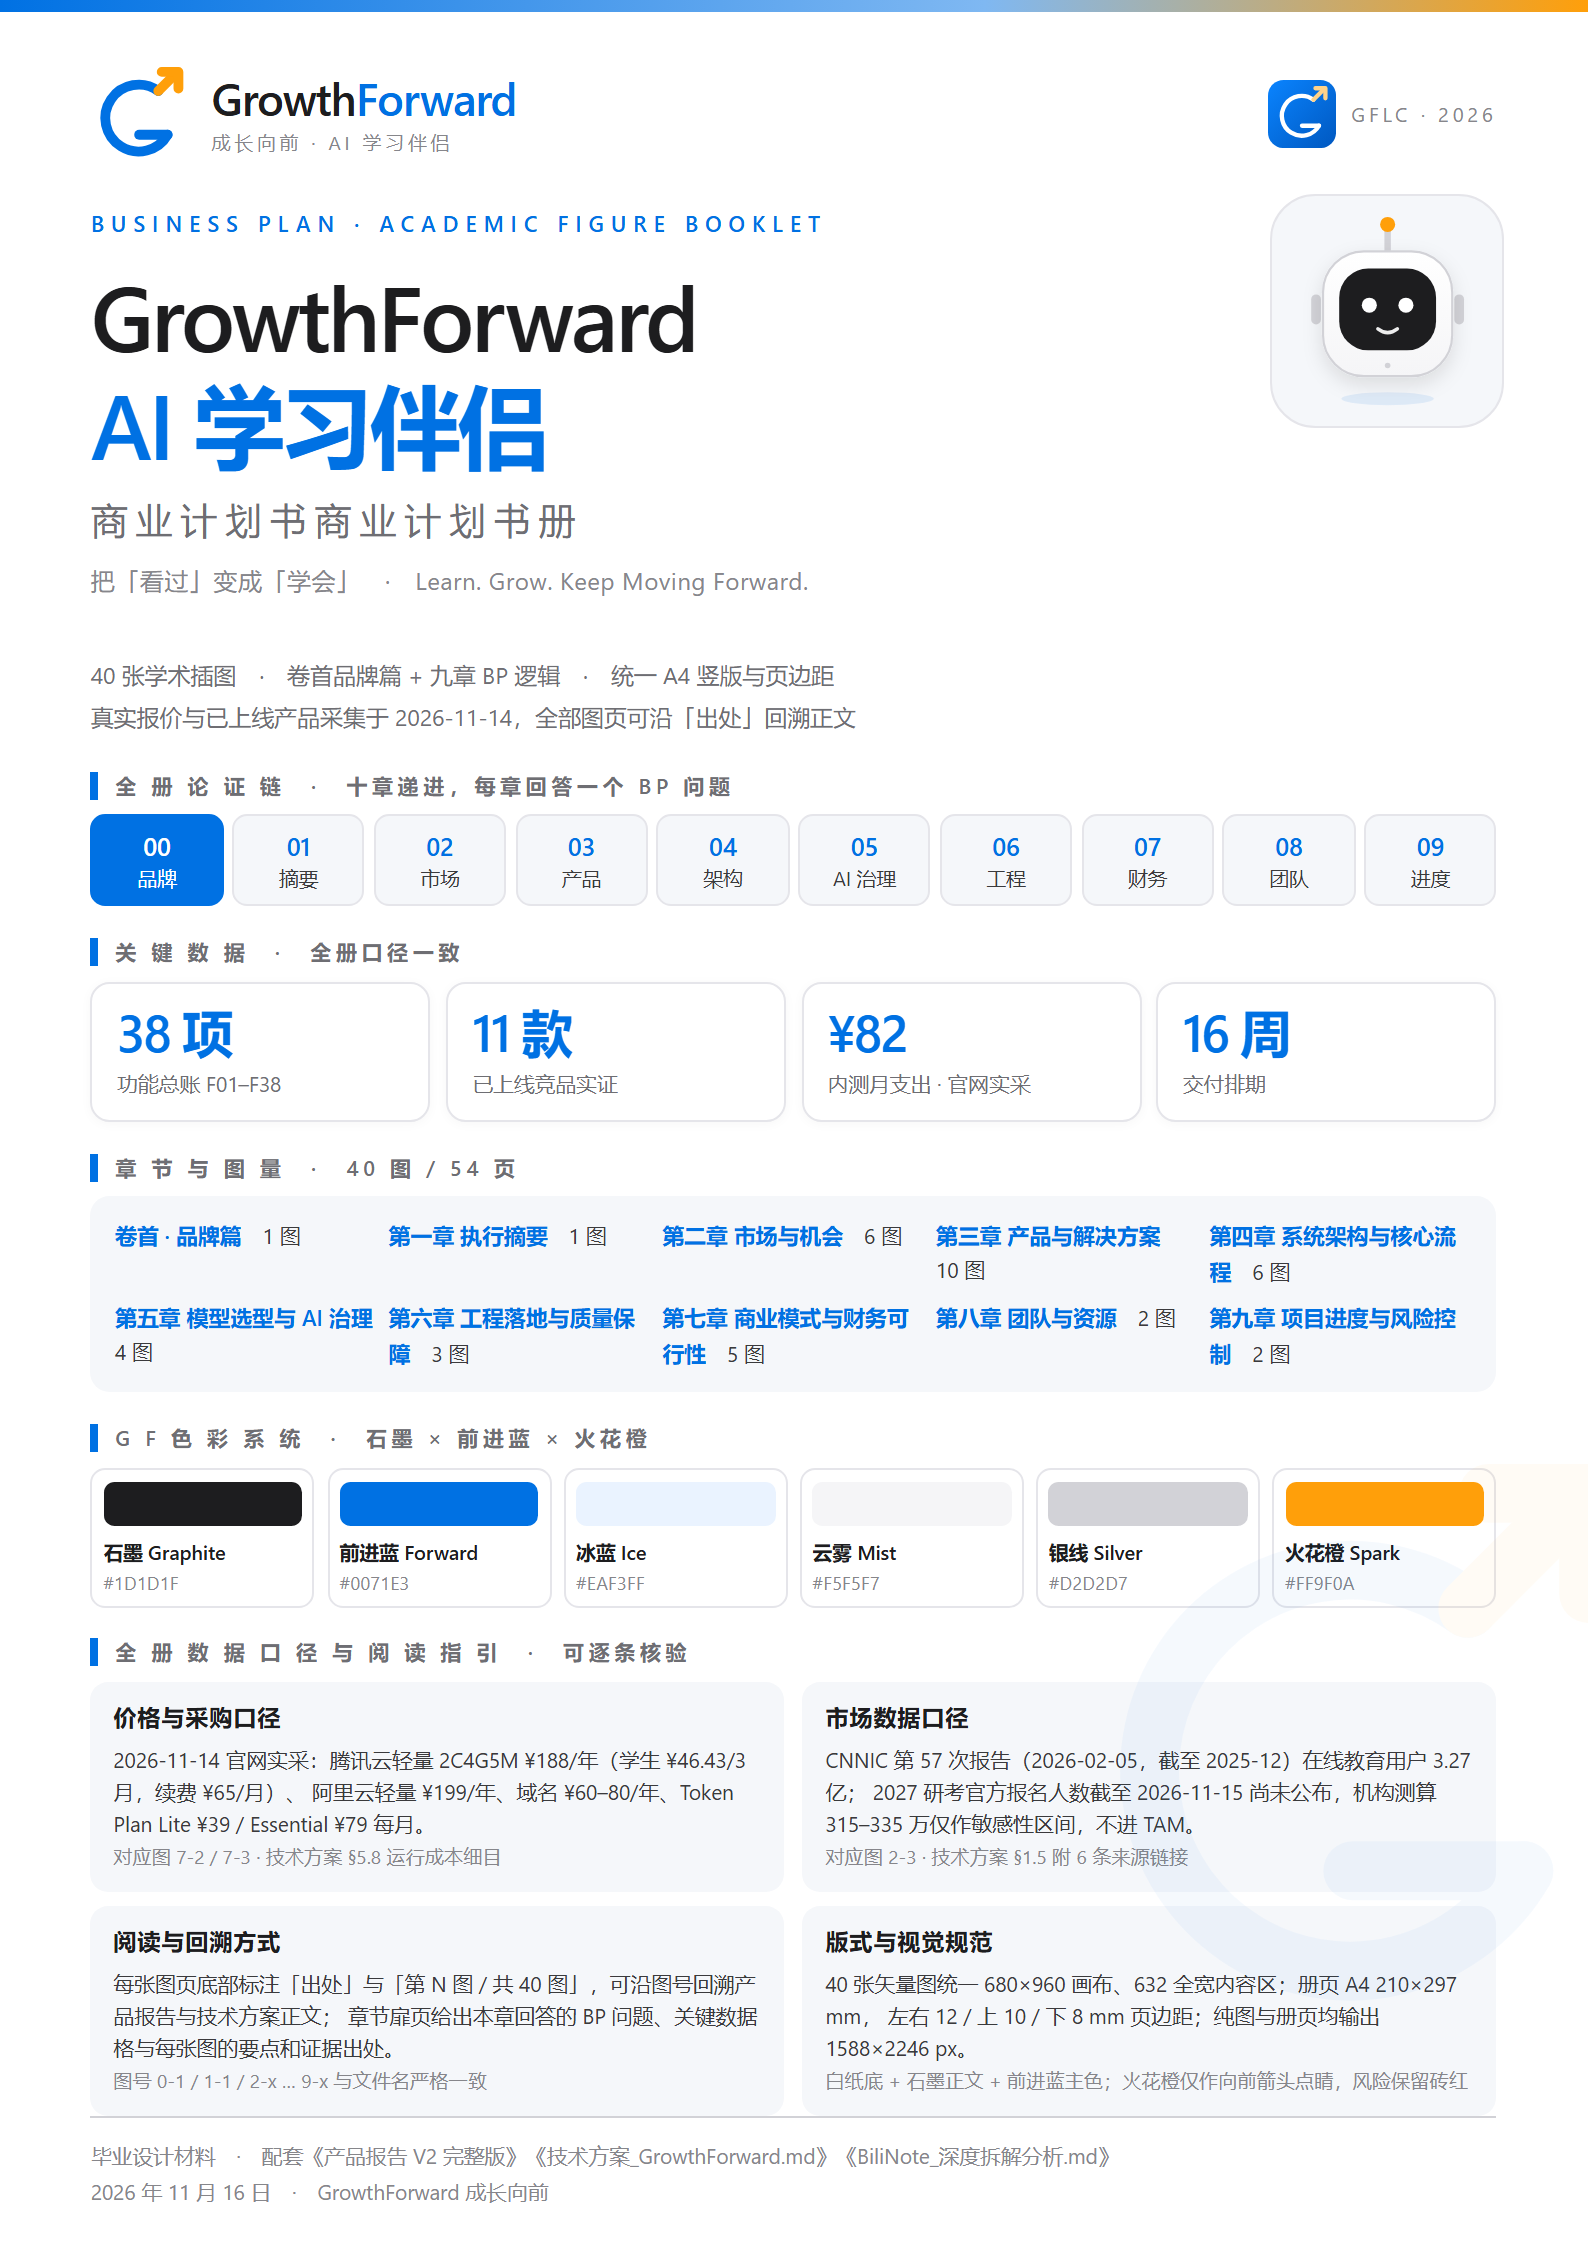 GrowthForward
成长向前 · AI 学习伴侣
GFLC · 2026
BUSINESS PLAN · ACADEMIC FIGURE BOOKLET
GrowthForward
AI 学习伴侣
商业计划书商业计划书册
把「看过」变成「学会」 · Learn. Grow. Keep Moving Forward.
40 张学术插图 · 卷首品牌篇 + 九章 BP 逻辑 · 统一 A4 竖版与页边距
真实报价与已上线产品采集于 2026-11-14，全部图页可沿「出处」回溯正文
全册论证链 · 十章递进，每章回答一个 BP 问题
00
品牌
01
摘要
02
市场
03
产品
04
架构
05
AI 治理
06
工程
07
财务
08
团队
09
进度
关键数据 · 全册口径一致
38 项
功能总账 F01–F38
11 款
已上线竞品实证
¥82
内测月支出 · 官网实采
16 周
交付排期
章节与图量 · 40 图 / 54 页
卷首 · 品牌篇 1 图
第一章 执行摘要 1 图
第二章 市场与机会 6 图
第三章 产品与解决方案
10 图
第四章 系统架构与核心流
程 6 图
第五章 模型选型与 AI 治理
4 图
第六章 工程落地与质量保
障 3 图
第七章 商业模式与财务可
行性 5 图
第八章 团队与资源 2 图
第九章 项目进度与风险控
制 2 图
GF色彩系统 · 石墨 × 前进蓝 × 火花橙
石墨 Graphite
#1D1D1F
前进蓝 Forward
#0071E3
冰蓝 Ice
#EAF3FF
云雾 Mist
#F5F5F7
银线 Silver
#D2D2D7
火花橙 Spark
#FF9F0A
全册数据口径与阅读指引 · 可逐条核验
价格与采购口径
2026-11-14 官网实采：腾讯云轻量 2C4G5M ¥188/年（学生 ¥46.43/3
月，续费 ¥65/月）、 阿里云轻量 ¥199/年、域名 ¥60–80/年、Token
Plan Lite ¥39 / Essential ¥79 每月。
对应图 7-2 / 7-3 · 技术方案 §5.8 运行成本细目
市场数据口径
CNNIC 第 57 次报告（2026-02-05，截至 2025-12）在线教育用户 3.27
亿； 2027 研考官方报名人数截至 2026-11-15 尚未公布，机构测算
315–335 万仅作敏感性区间，不进 TAM。
对应图 2-3 · 技术方案 §1.5 附 6 条来源链接
阅读与回溯方式
每张图页底部标注「出处」与「第 N 图 / 共 40 图」，可沿图号回溯产
品报告与技术方案正文； 章节扉页给出本章回答的 BP 问题、关键数据
格与每张图的要点和证据出处。
图号 0-1 / 1-1 / 2-x ... 9-x 与文件名严格一致
版式与视觉规范
40 张矢量图统一 680×960 画布、632 全宽内容区；册页 A4 210×297
mm， 左右 12 / 上 10 / 下 8 mm 页边距；纯图与册页均输出
1588×2246 px。
白纸底 + 石墨正文 + 前进蓝主色；火花橙仅作向前箭头点睛，风险保留砖红
毕业设计材料 · 配套《产品报告 V2 完整版》《技术方案_GrowthForward.md》《BiliNote_深度拆解分析.md》
2026 年 11 月 16 日 · GrowthForward 成长向前